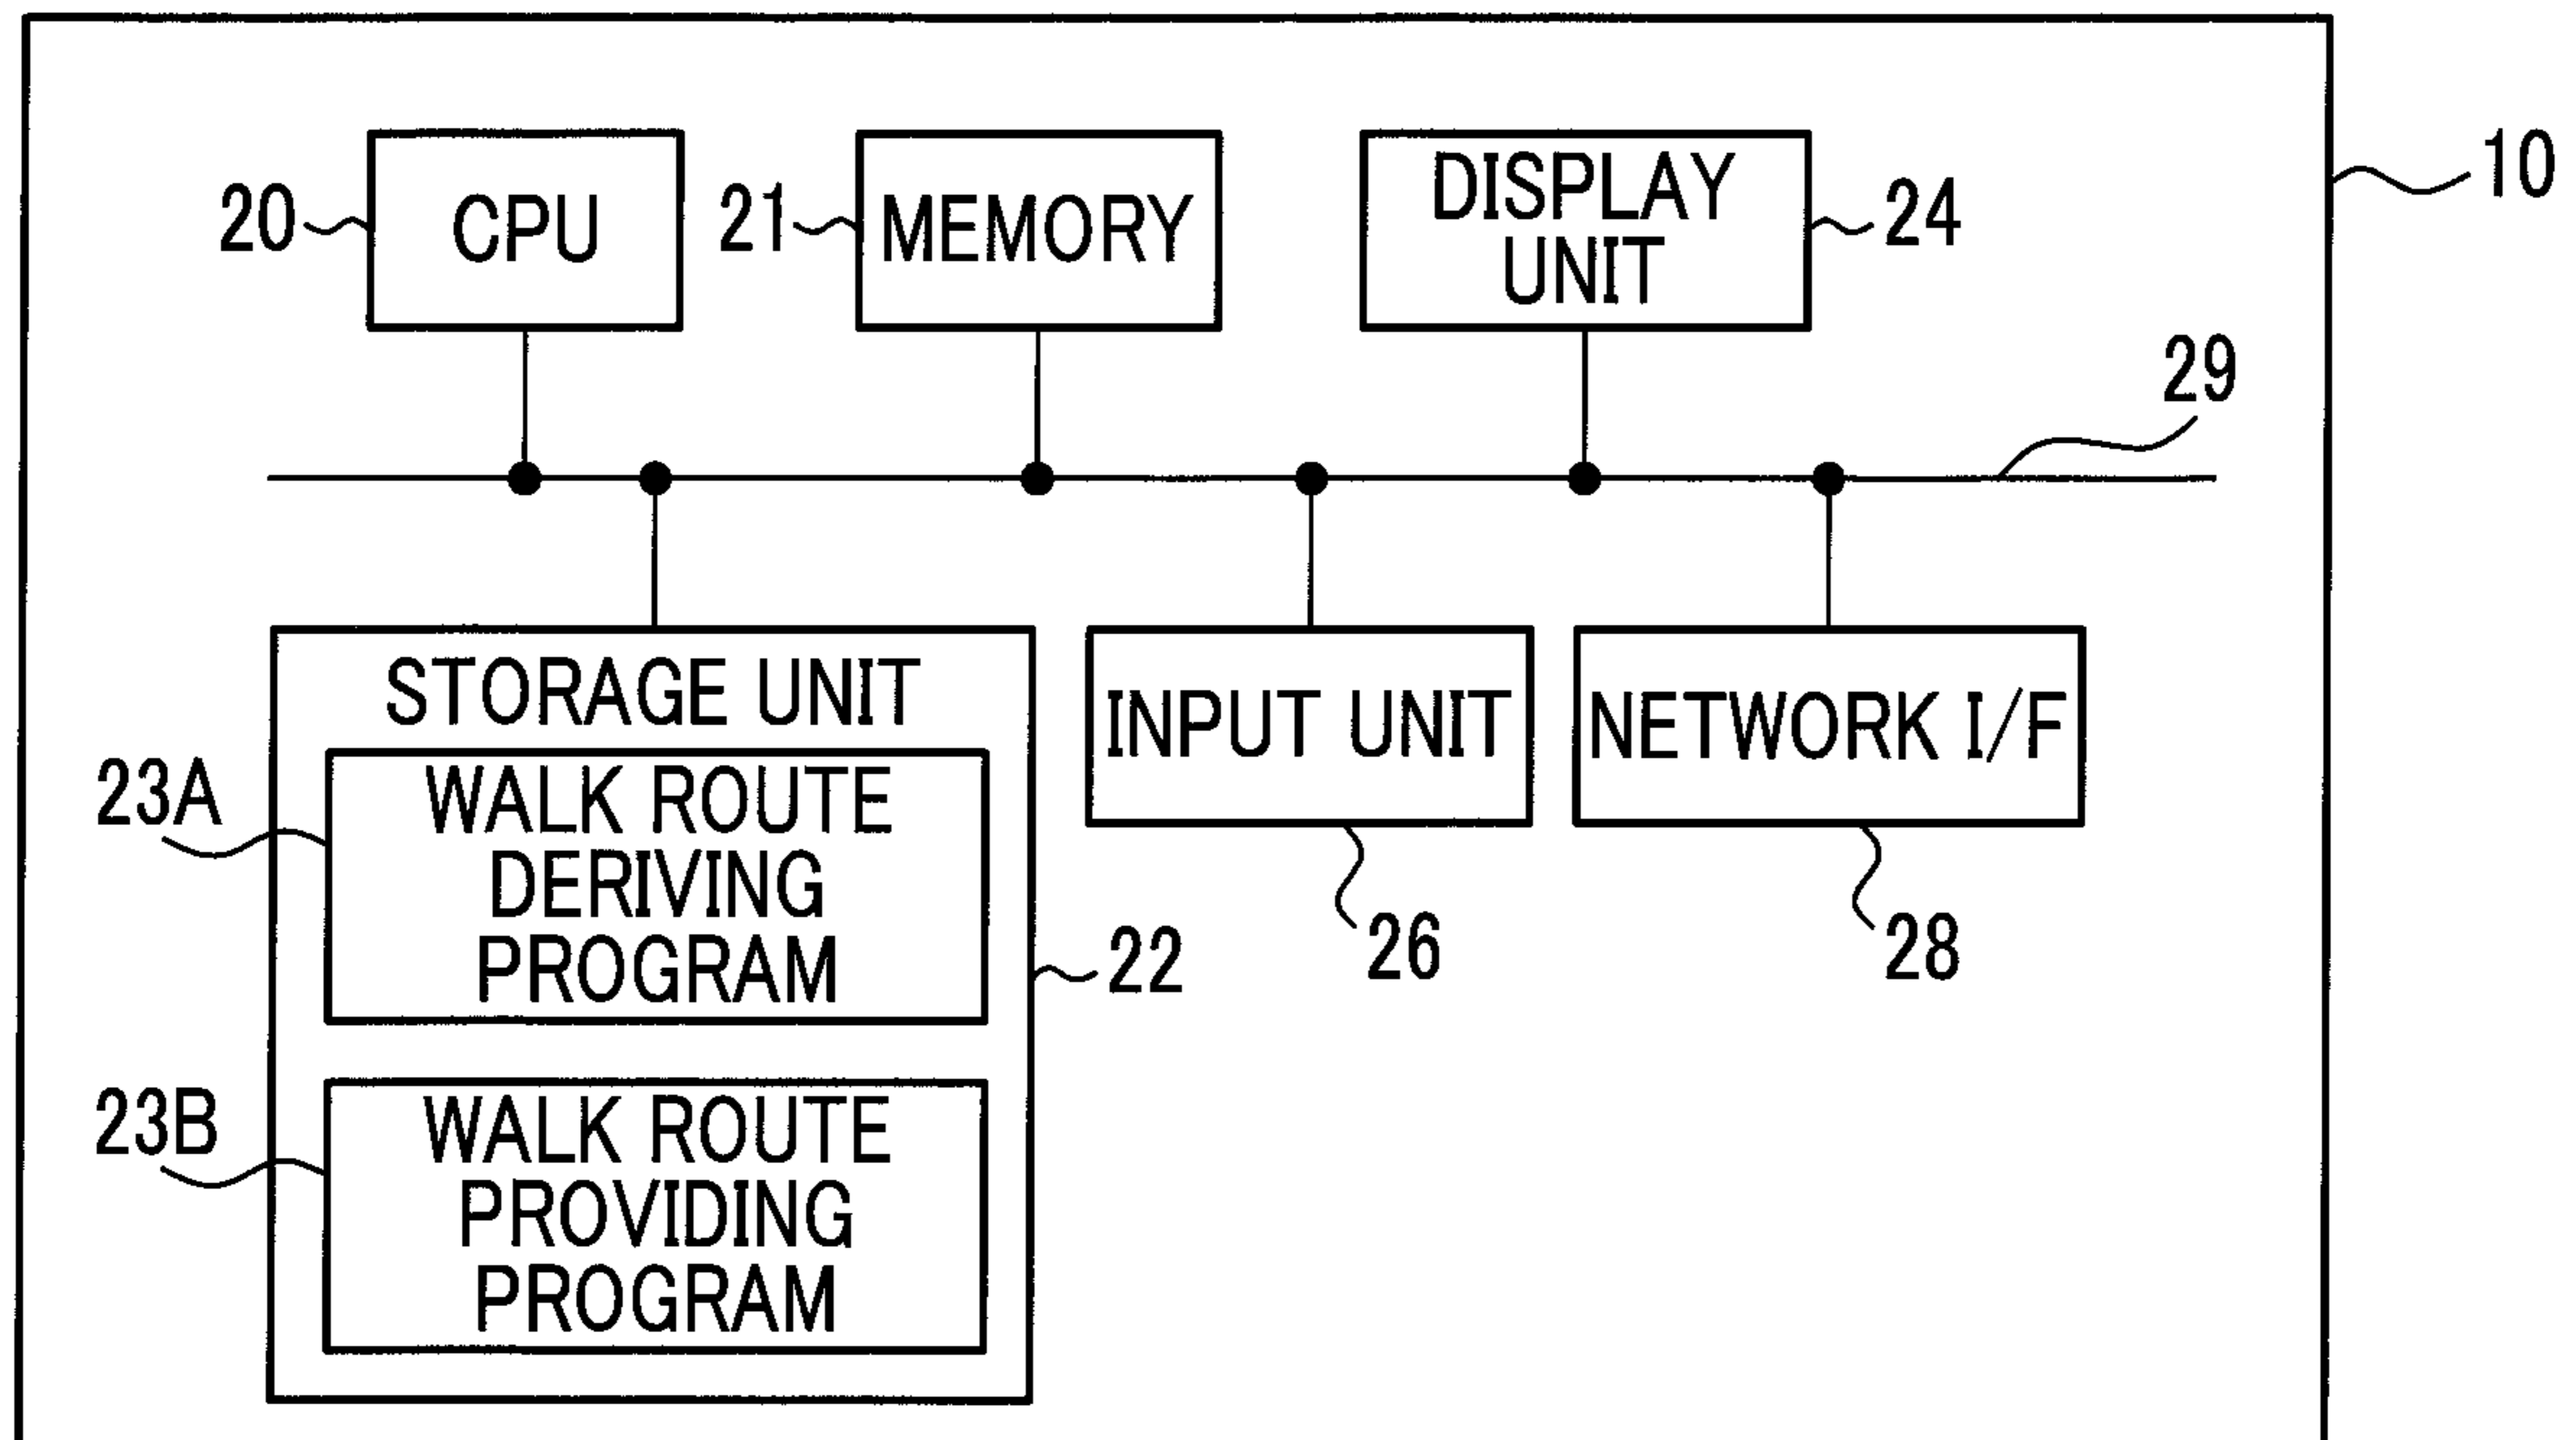 10
20
CPU
21
MEMORY
DISPLAY
UNIT
24
29
STORAGE UNIT
INPUT UNIT
NETWORK I/F
23A
WALK ROUTE
DERIVING
PROGRAM
22
26
28
23B
WALK ROUTE
PROVIDING
PROGRAM